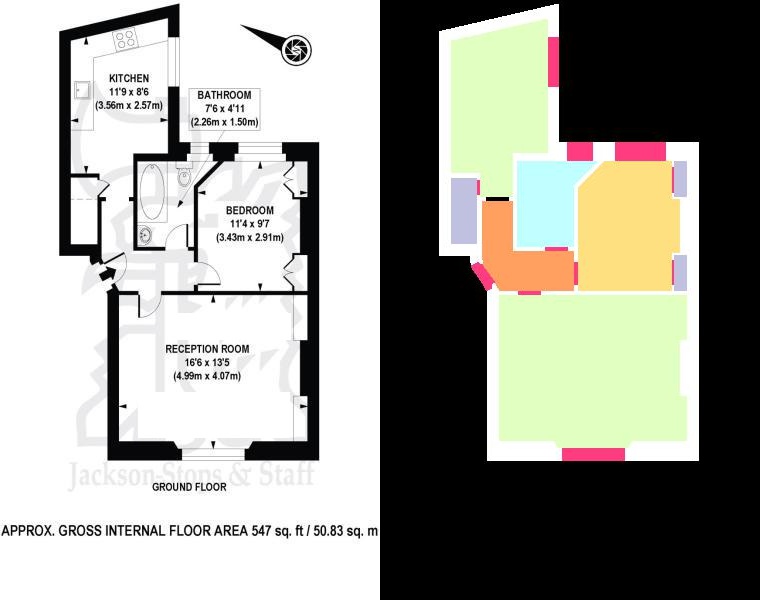 KITCHEN
11'9 x 8'6
(3.56m x 2.57m)
BATHROOM
7'6 x 4'11
(2.26m x 1.50m)
BEDROOM
11'4 x 9'7
(3.43m x 2.91m)
RECEPTION ROOM
16'6 x 13'5
(4.99m x 4.07m)
Jackson-Stops & Staff
GROUND FLOOR
APPROX. GROSS INTERNAL FLOOR AREA 547 sq. ft / 50.83 sq. m